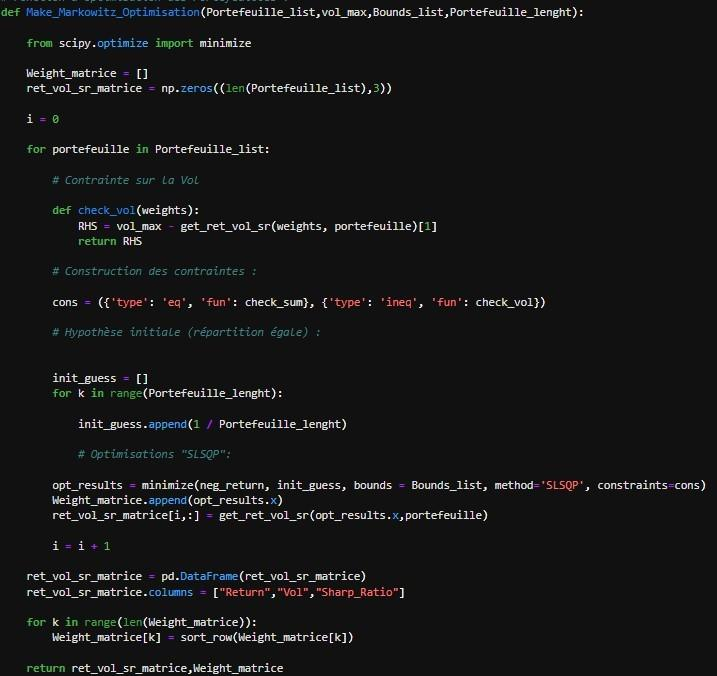 def Make_Markowitz_Optimisation(Portefeuille_list,vol_max,Bounds_list,Portefeuille_lenght):
from scipy.optimize import minimize
Weight_matrice = []
ret_vol_sr_matrice = np.zeros((len(Portefeuille_list),3))
i = 0
for portefeuille in Portefeuille_list:
# Contrainte sur La Vol
def check_vol(weights):
RHS = vol_max - get_ret_vol_sr(weights, portefeuille)[1]
return RHS
# Construction des contraintes :
cons = ({'type': 'eq', 'fun': check_sum}, {'type': 'ineq', 'fun': check_vol})
# Hypothèse initiale (répartition égale) :
init_guess = []
for k in range(Portefeuille_lenght):
init_guess.append(1 / Portefeuille_lenght)
# Optimisations "SLSQP":
opt_results = minimize(neg_return, init_guess, bounds = Bounds_list, method='SLSQP', constraints=cons)
Weight_matrice.append(opt_results.x)
ret_vol_sr_matrice[i,:] = get_ret_vol_sr(opt_results.x,portefeuille)
i = i + 1
ret_vol_sr_matrice = pd.DataFrame(ret_vol_sr_matrice)
ret_vol_sr_matrice.columns = ["Return","Vol","Sharp_Ratio"]
for k in range(len(Weight_matrice)):
Weight_matrice[k] = sort_row(Weight_matrice[k])
return ret_vol_sr_matrice,Weight_matrice